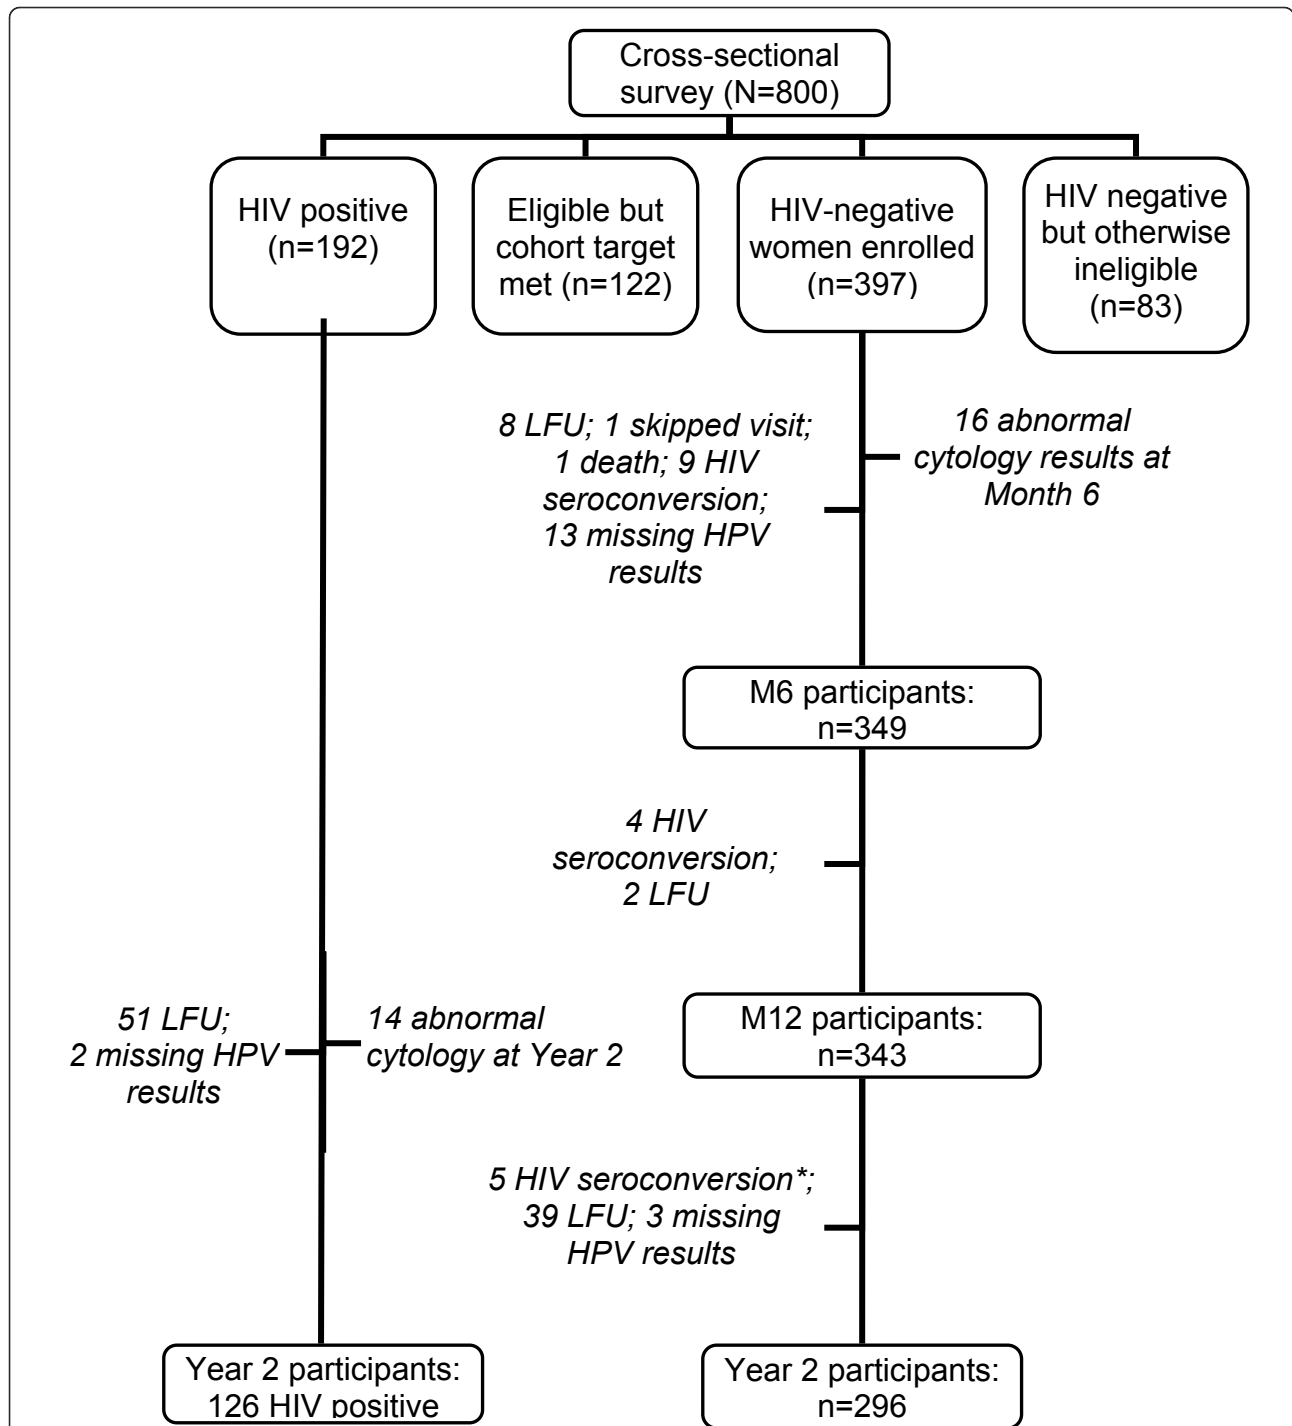 Cross-sectional
survey (N=800)
HIV positive
(n=192)
Eligible but
cohort target
met (n=122)
HIV-negative
women enrolled
(n=397)
HIV negative
but otherwise
ineligible
(n=83)
8 LFU; 1 skipped visit;
1 death; 9 HIV
seroconversion;
13 missing HPV
results
16 abnormal
cytology results at
Month 6
M6 participants:
n=349
4 HIV
seroconversion;
2 LFU
51 LFU;
2 missing HPV
results
14 abnormal
cytology at Year 2
M12 participants:
n=343
5 HIV seroconversion*;
39 LFU; 3 missing
HPV results
Year 2 participants:
126 HIV positive
Year 2 participants:
n=296